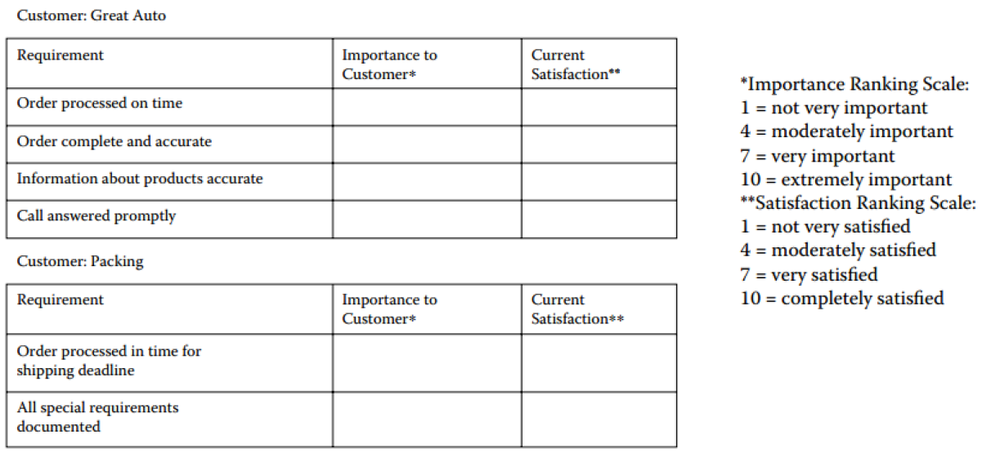 Customer: Great Auto
Requirement
Importance to
Customer*
Current
Satisfaction**
Order processed on time
Order complete and accurate
Information about products accurate
Call answered promptly
Customer: Packing
Requirement
Importance to
Customer*
Current
Satisfaction**
Order processed in time for
shipping deadline
All special requirements
documented
*Importance Ranking Scale:
1 = not very important
4 = moderately important
7 = very important
10 = extremely important
**Satisfaction Ranking Scale:
1 = not very satisfied
4 = moderately satisfied
7 = very satisfied
10 = completely satisfied